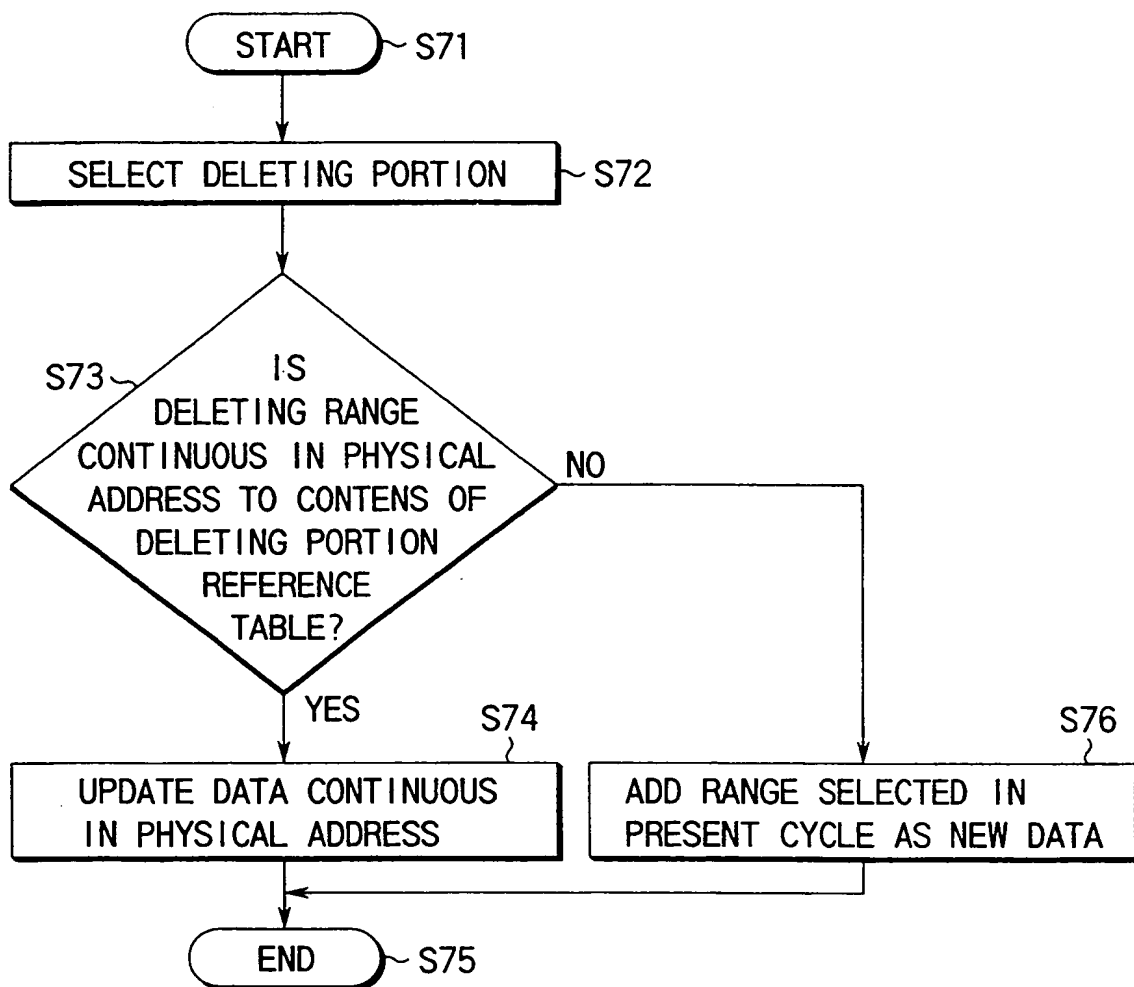 START
S71
SELECT DELETING PORTION
S72
S73
IS
DELETING RANGE
CONTINUOUS IN PHYSICAL
ADDRESS TO CONTENS OF
DELETING PORTION
REFERENCE
TABLE?
NO
YES
S74
UPDATE DATA CONTINUOUS
IN PHYSICAL ADDRESS
S76
ADD RANGE SELECTED IN
PRESENT CYCLE AS NEW DATA
END
S75